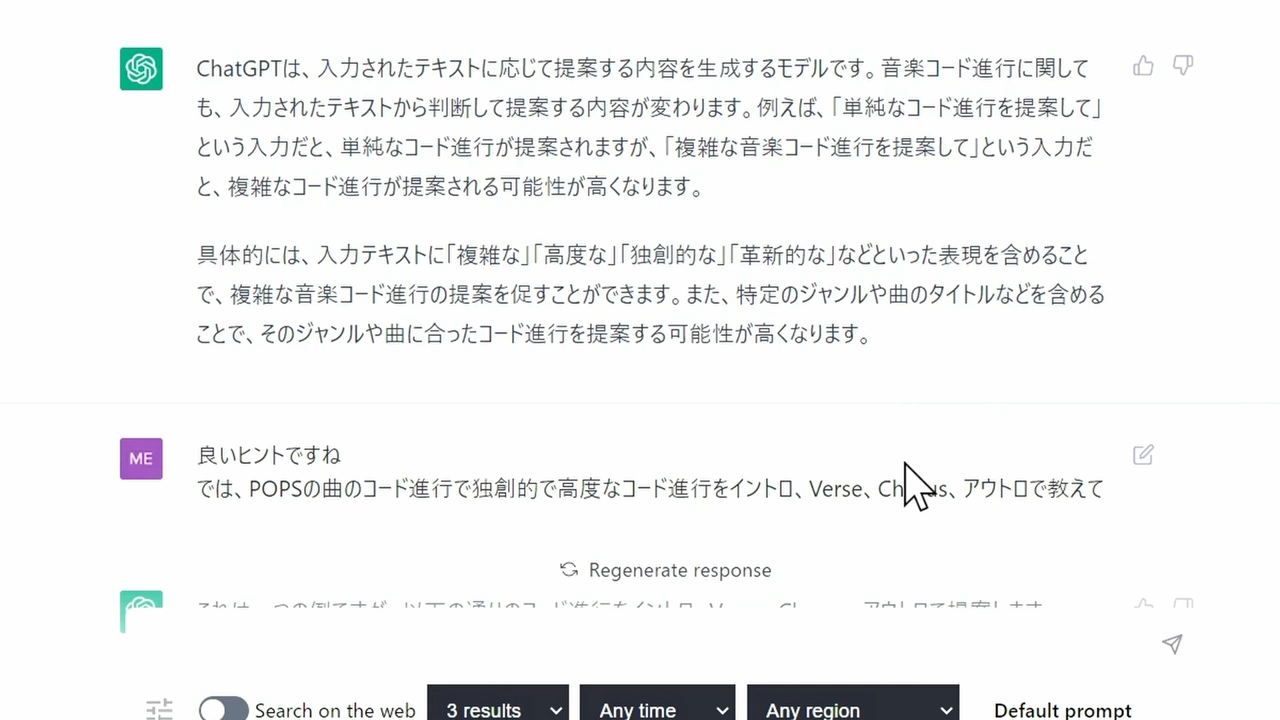 ChatGPTは、入力されたテキストに応じて提案する内容を生成するモデルです。音楽コード進行に関して
も、入力されたテキストから判断して提案する内容が変わります。例えば、「単純なコード進行を提案して」
という入力だと、単純なコード進行が提案されますが、「複雑な音楽コード進行を提案して」という入力だ
と、複雑なコード進行が提案される可能性が高くなります。
具体的には、入力テキストに「複雑な」「高度な」「独創的な」「革新的な」などといった表現を含めること
で、複雑な音楽コード進行の提案を促すことができます。また、特定のジャンルや曲のタイトルなどを含める
ことで、そのジャンルや曲に合ったコード進行を提案する可能性が高くなります。
ME
良いヒントですね
では、POPSの曲のコード進行で独創的で高度なコード進行をイントロ、Verse、Chorus、アウトロで教えて
Regenerate response
Search on the web
3 results
Any time
Any region
Default prompt